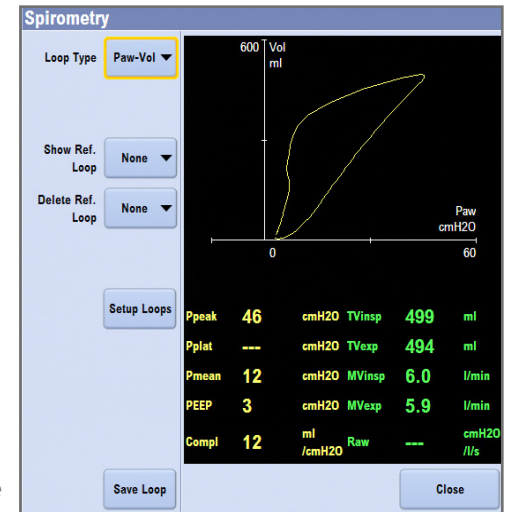 Spirometry
Loop Type Paw-Vol
600 Vol
ml
Show Ref.
Loop None
Delete Ref.
Loop None
Paw
cmH2O
0 60
Setup Loops
Ppeak 46 cmH2O TVinsp 499 ml
Pplat --- cmH2O TVexp 494 ml
Pmean 12 cmH2O MVinsp 6.0 l/min
PEEP 3 cmH2O MVexp 5.9 l/min
Compl 12 ml/cmH2O Raw --- cmH2O/l/s
Save Loop
Close